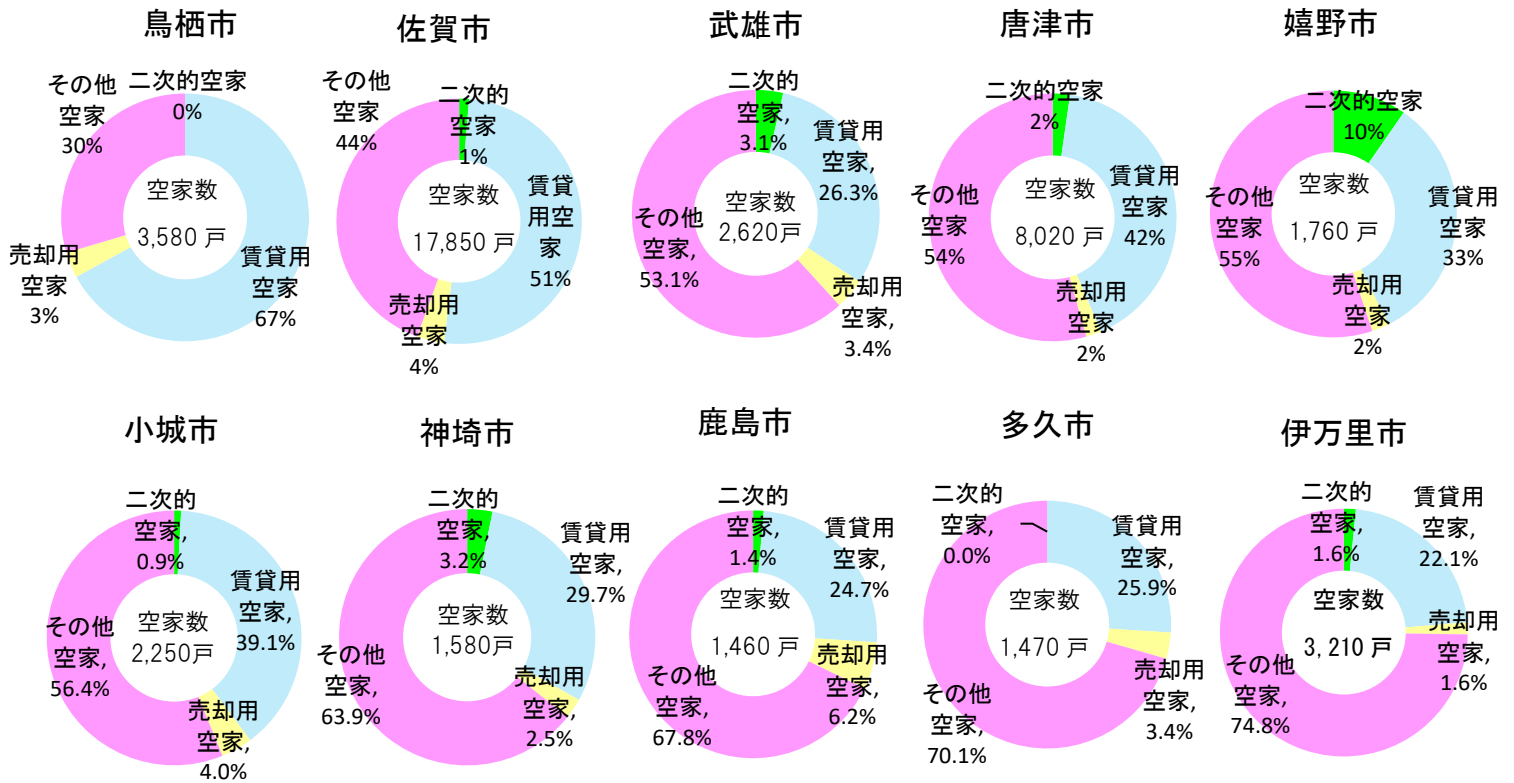 鳥栖市
二次的空家
0%
賃貸用
空家
67%
売却用
空家
3%
その他
空家
30%
空家数
3,580 戸
佐賀市
二次的
空家
1%
賃貸
用空
家
51%
売却用
空家
4%
その他
空家
44%
空家数
17,850 戸
武雄市
二次的
空家,
3.1%
賃貸用
空家,
26.3%
売却用
空家,
3.4%
その他
空家,
53.1%
空家数
2,620戸
唐津市
二次的空家
2%
賃貸用
空家
42%
売却用
空家
2%
その他
空家
54%
空家数
8,020 戸
嬉野市
二次的空家
10%
賃貸用
空家
33%
売却用
空家
2%
その他
空家
55%
空家数
1,760 戸
小城市
二次的
空家,
0.9%
賃貸用
空家,
39.1%
売却用
空家,
4.0%
その他
空家,
56.4%
空家数
2,250戸
神埼市
二次的
空家,
3.2%
賃貸用
空家,
29.7%
売却用
空家,
2.5%
その他
空家,
63.9%
空家数
1,580戸
鹿島市
二次的
空家,
1.4%
賃貸用
空家,
24.7%
売却用
空家,
6.2%
その他
空家,
67.8%
空家数
1,460 戸
多久市
二次的
空家,
0.0%
賃貸用
空家,
25.9%
売却用
空家,
3.4%
その他
空家,
70.1%
空家数
1,470 戸
伊万里市
二次的
空家,
1.6%
賃貸用
空家,
22.1%
売却用
空家,
1.6%
その他
空家,
74.8%
空家数
3,210 戸